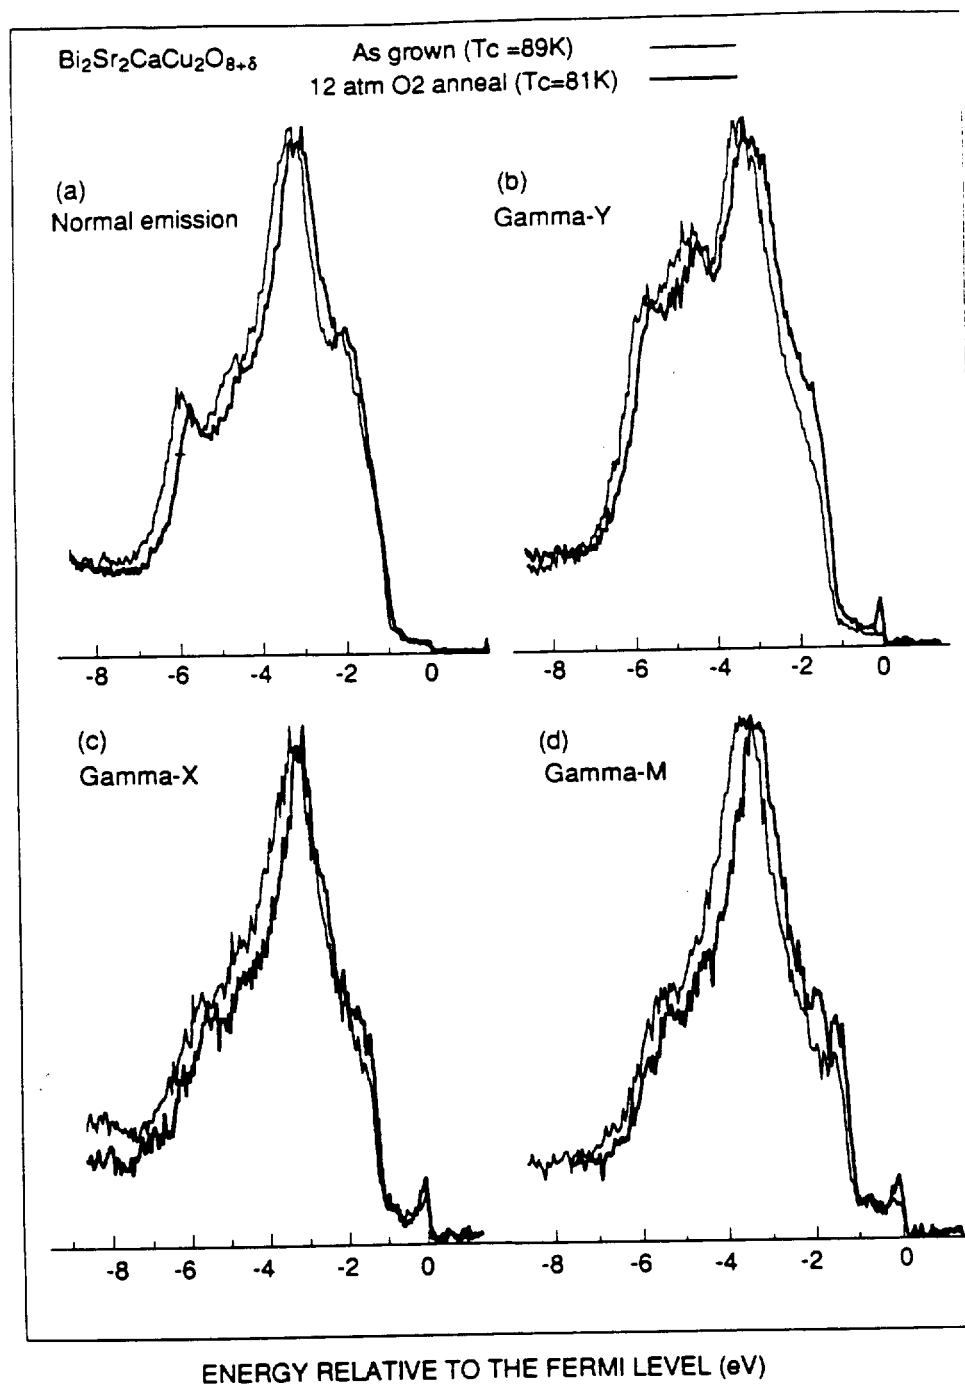 Bi2Sr2CaCu2O8+δ
As grown (Tc =89K)
12 atm O2 anneal (Tc=81K)
(a)
Normal emission
(b)
Gamma-Y
-8 -6 -4 -2 0
-8 -6 -4 -2 0
(c)
Gamma-X
(d)
Gamma-M
-8 -6 -4 -2 0
-8 -6 -4 -2 0
ENERGY RELATIVE TO THE FERMI LEVEL (eV)